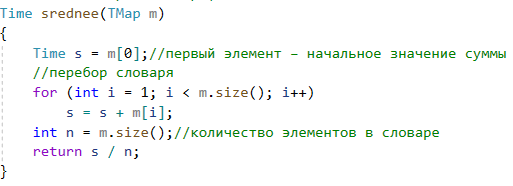 Time srednee(TMap m)
{
Time s = m[0];//первый элемент – начальное значение суммы
//перебор словаря
for (int i = 1; i < m.size(); i++)
s = s + m[i];
int n = m.size();//количество элементов в словаре
return s / n;
}